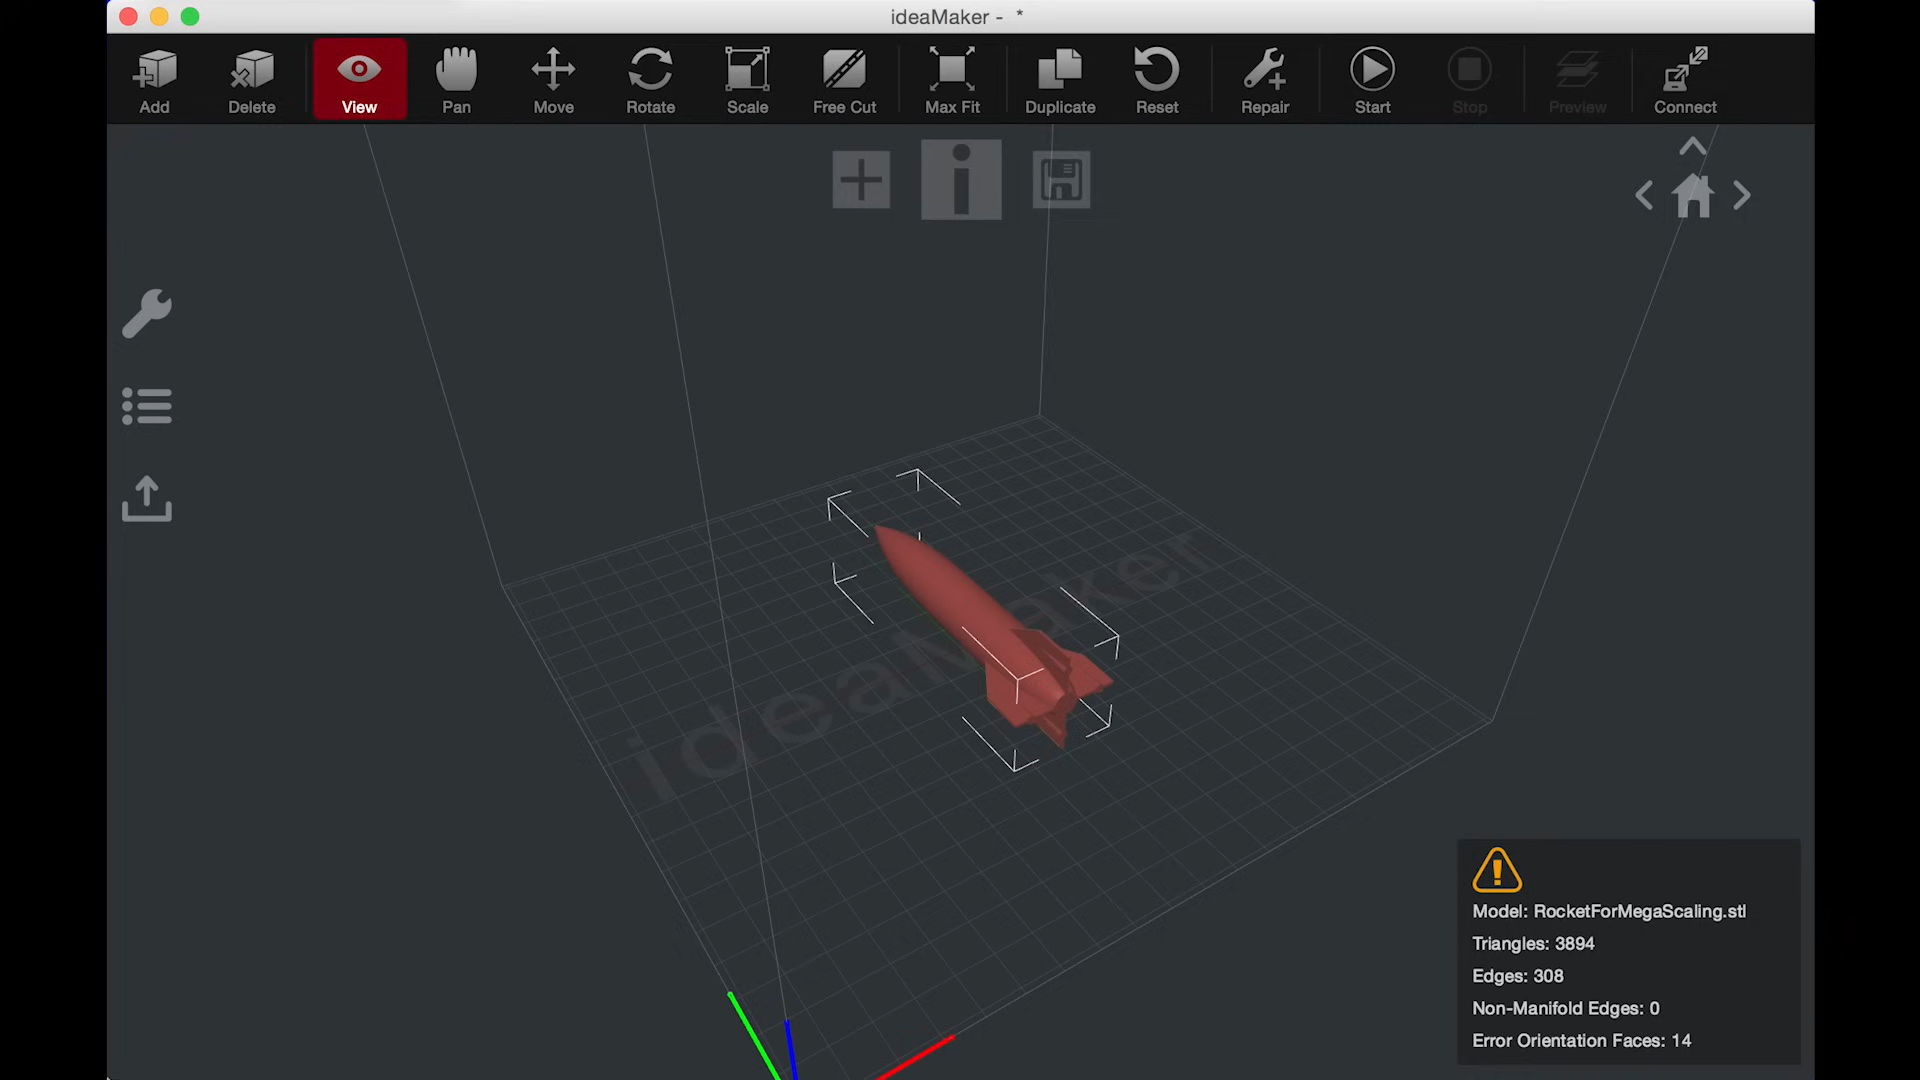 ideaMaker - *
Add
Delete
View
Pan
Move
Rotate
Scale
Free Cut
Max Fit
Duplicate
Reset
Repair
Start
Stop
Preview
Connect
ideaMaker
Model: RocketForMegaScaling.stl
Triangles: 3894
Edges: 308
Non-Manifold Edges: 0
Error Orientation Faces: 14